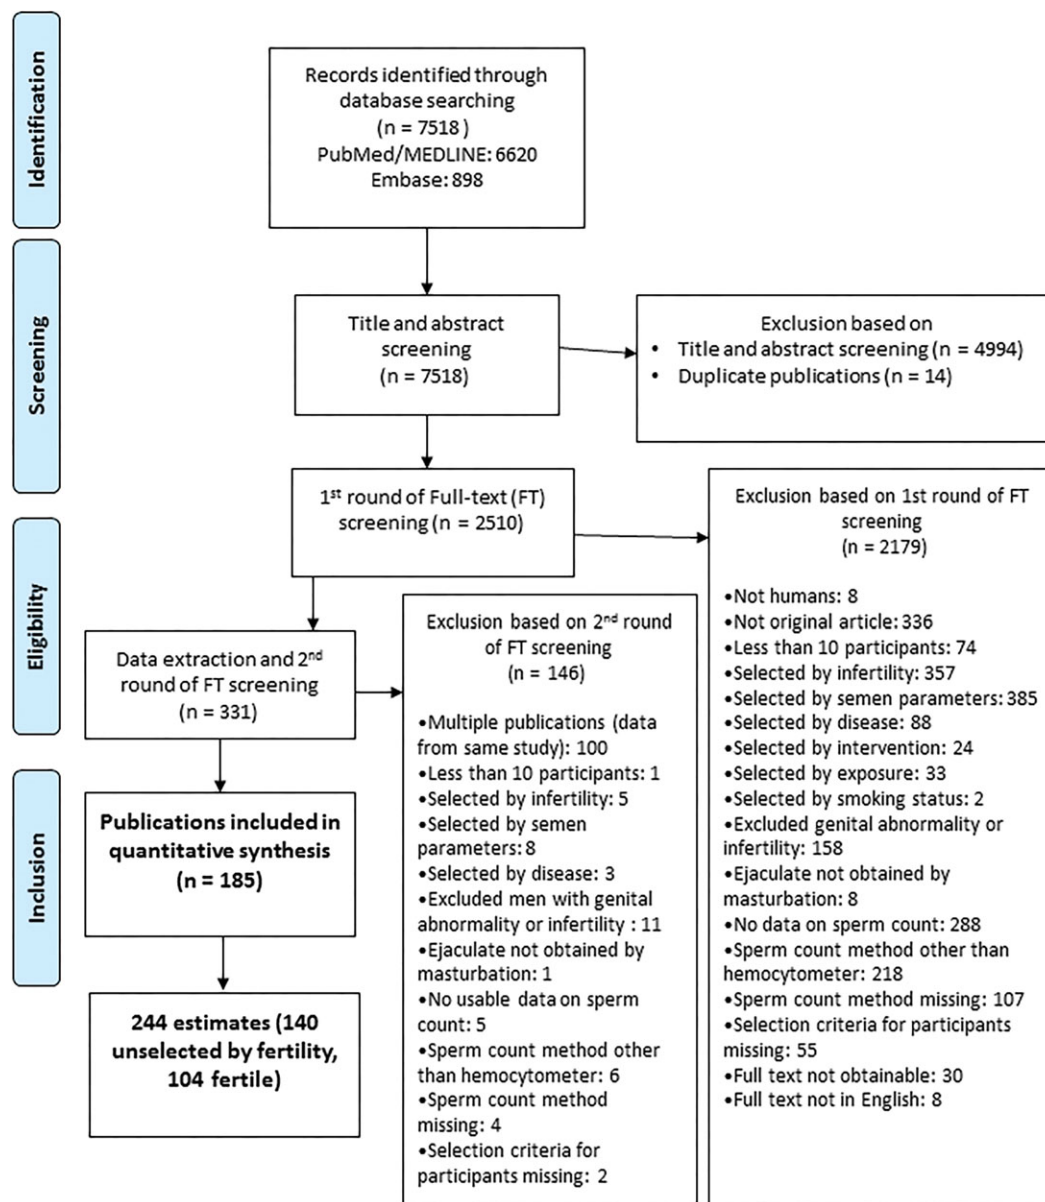 Identification
Records identified through
database searching
(n = 7518 )
PubMed/MEDLINE: 6620
Embase: 898
Screening
Title and abstract
screening
(n = 7518)
Exclusion based on
• Title and abstract screening (n = 4994)
• Duplicate publications (n = 14)
1st round of Full-text (FT)
screening (n = 2510)
Exclusion based on 1st round of FT
screening
(n = 2179)
•Not humans: 8
•Not original article: 336
•Less than 10 participants: 74
•Selected by infertility: 357
•Selected by semen parameters: 385
•Selected by disease: 88
•Selected by intervention: 24
•Selected by exposure: 33
•Selected by smoking status: 2
•Excluded genital abnormality or
infertility: 158
•Ejaculate not obtained by
masturbation: 8
•No data on sperm count: 288
•Sperm count method other than
hemocytometer: 218
•Sperm count method missing: 107
•Selection criteria for participants
missing: 55
•Full text not obtainable: 30
•Full text not in English: 8
Eligibility
Data extraction and 2nd
round of FT screening
(n = 331)
Exclusion based on 2nd round
of FT screening
(n = 146)
•Multiple publications (data
from same study): 100
•Less than 10 participants: 1
•Selected by infertility: 5
•Selected by semen
parameters: 8
•Selected by disease: 3
•Excluded men with genital
abnormality or infertility : 11
•Ejaculate not obtained by
masturbation: 1
•No usable data on sperm
count: 5
•Sperm count method other
than hemocytometer: 6
•Sperm count method
missing: 4
•Selection criteria for
participants missing: 2
Inclusion
Publications included in
quantitative synthesis
(n = 185)
244 estimates (140
unselected by fertility,
104 fertile)